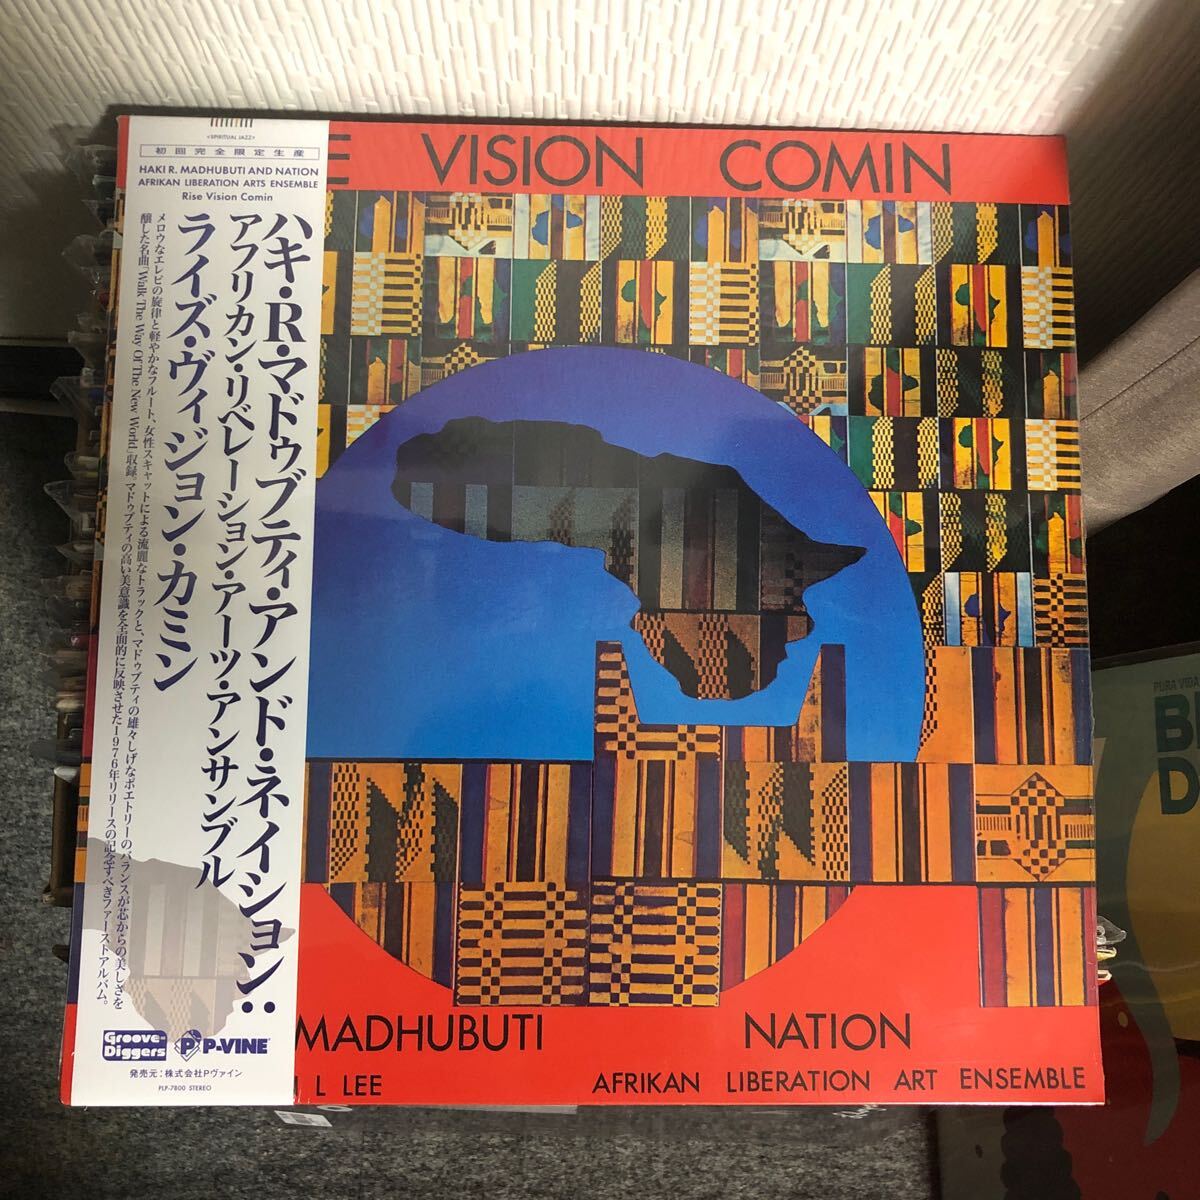 <SPIRITUAL JAZZ>
初回完全限定生産
HAKI R. MADHUBUTI AND NATION
AFRIKAN LIBERATION ARTS ENSEMBLE
Rise Vision Comin
ハキ・R・マドゥブティ・アンド・ネイション:
アフリカン・リベレーション・アーツ・アンサンブル
ライズ・ヴィジョン・カミン
メロウなエレピの旋律と軽やかなフルート、女性スキャットによる流麗なトラックと、マドゥブティの雄々しげなポエトリーのバランスが芯からの美しさを
醸した名曲「Walk The Way Of The New World」収録。マドゥブティの高い美意識を全面的に反映させた1976年リリースの記念すべきファーストアルバム。
Groove-Diggers
P P-VINE
発売元:株式会社Pヴァイン
PLP-7800 STEREO
E VISION COMIN
MADHUBUTI NATION
L LEE AFRIKAN LIBERATION ART ENSEMBLE
PURA VIDA